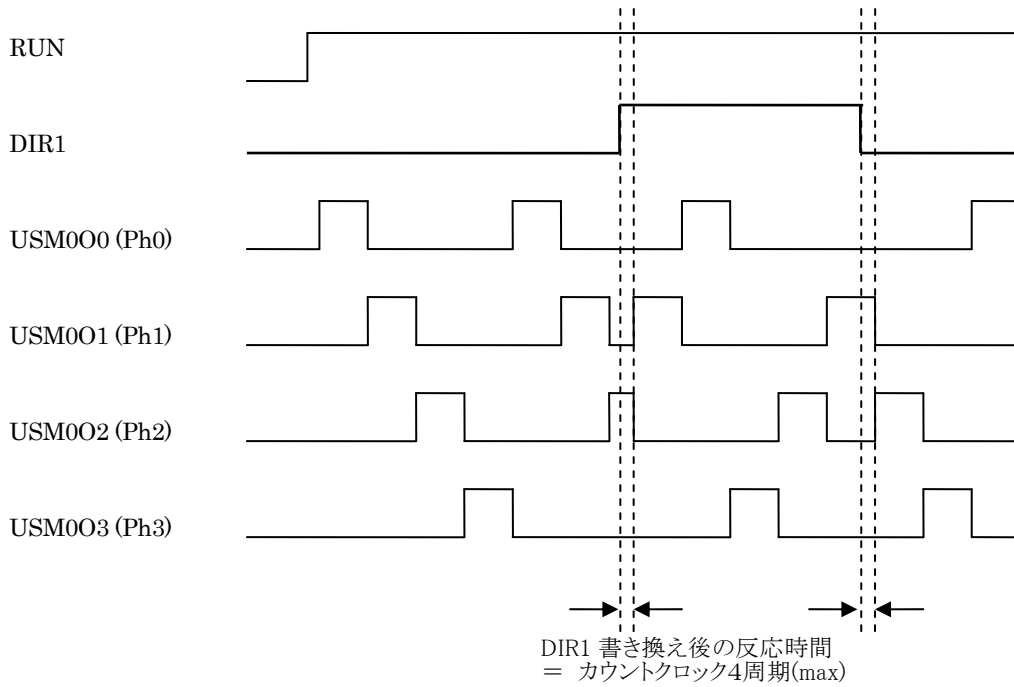 RUN
DIR1
USM0O0 (Ph0)
USM0O1 (Ph1)
USM0O2 (Ph2)
USM0O3 (Ph3)
DIR1 書き換え後の反応時間
＝ カウントクロック4周期(max)